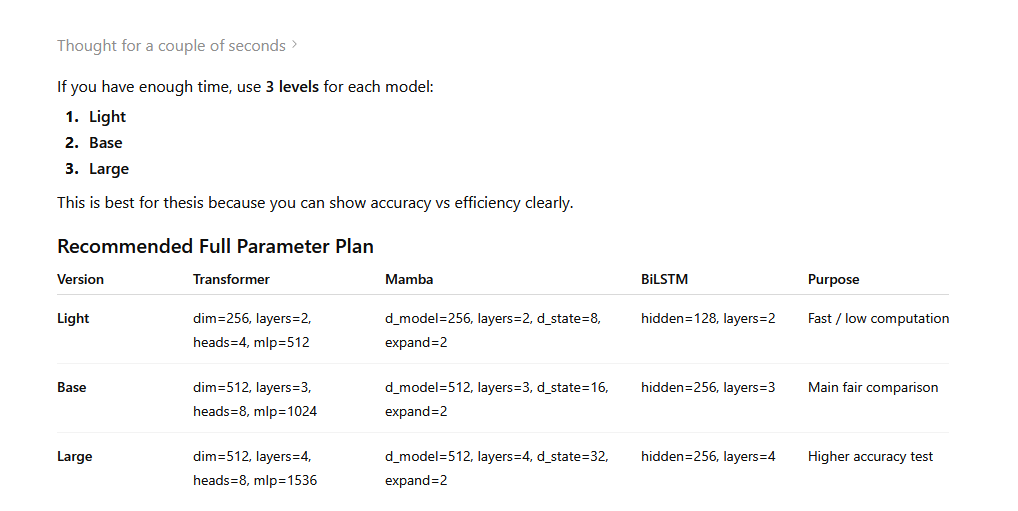 Thought for a couple of seconds >
If you have enough time, use 3 levels for each model:
1. Light
2. Base
3. Large
This is best for thesis because you can show accuracy vs efficiency clearly.
Recommended Full Parameter Plan
Version Transformer Mamba BiLSTM Purpose
Light dim=256, layers=2, d_model=256, layers=2, d_state=8, hidden=128, layers=2 Fast / low computation
heads=4, mlp=512 expand=2
Base dim=512, layers=3, d_model=512, layers=3, d_state=16, hidden=256, layers=3 Main fair comparison
heads=8, mlp=1024 expand=2
Large dim=512, layers=4, d_model=512, layers=4, d_state=32, hidden=256, layers=4 Higher accuracy test
heads=8, mlp=1536 expand=2